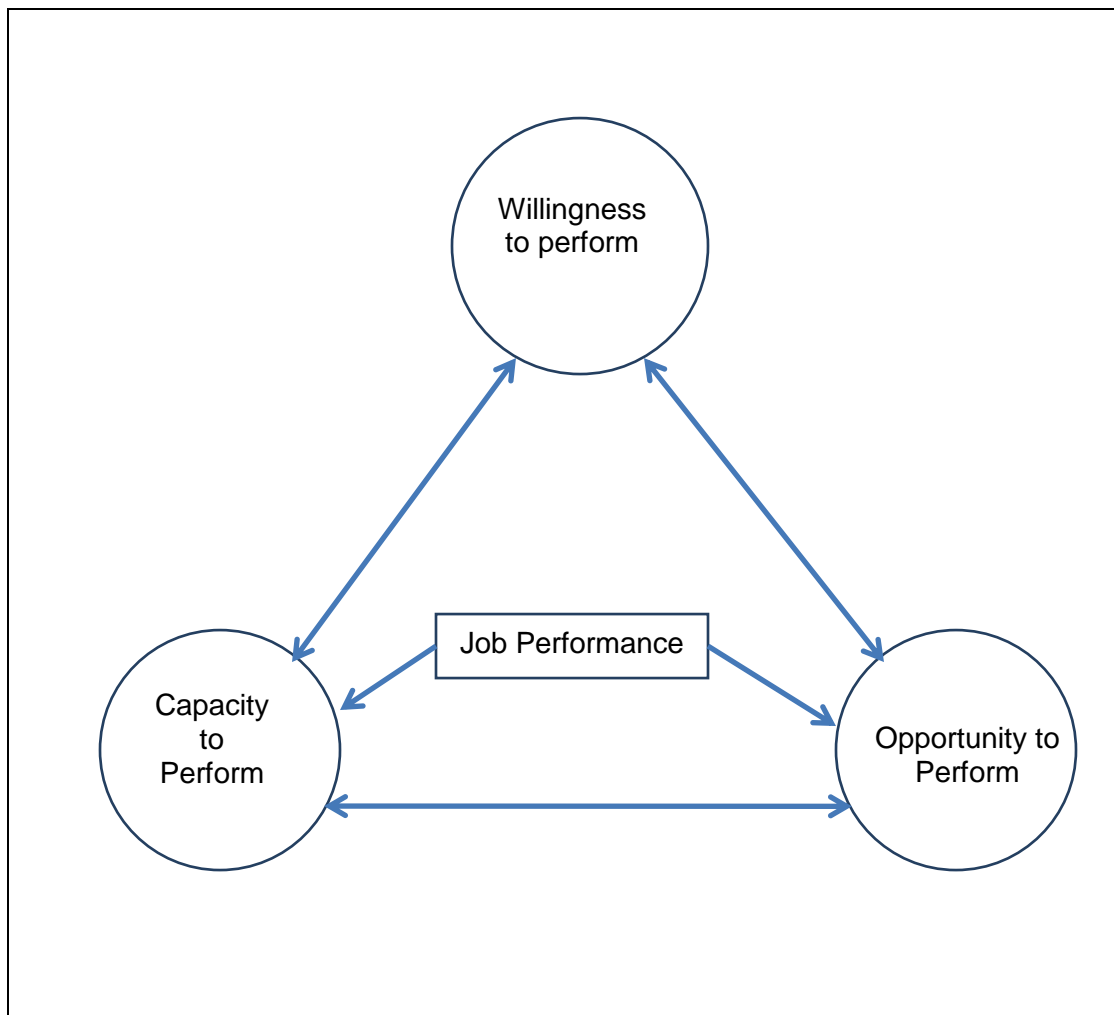 Willingness
to perform
Job Performance
Capacity
to
Perform
Opportunity to
Perform